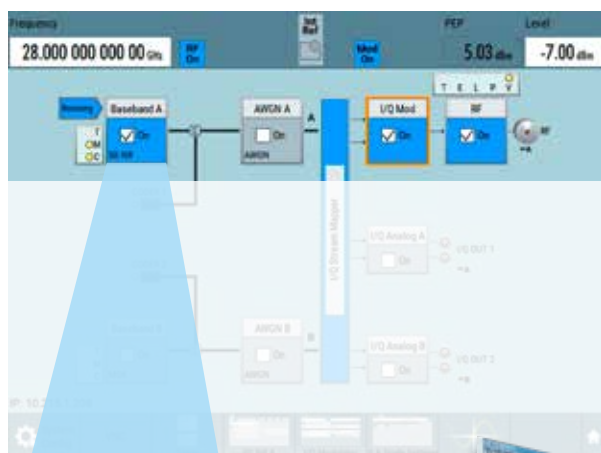 Frequency
Int
Ref
PEP
Level
28.000 000 000 00 GHz
RF
On
Mod
On
5.03 dBm
-7.00 dBm
T E L P V
Baseband A
AWGN A
A
I/Q Mod
RF
T
M
C
On
On
On
On
RF
AWGN
I/Q Stream Mapper
I/Q Analog A
On
I/Q OUT 1
AWGN B
B
On
AWGN
I/Q Analog B
On
I/Q OUT 2